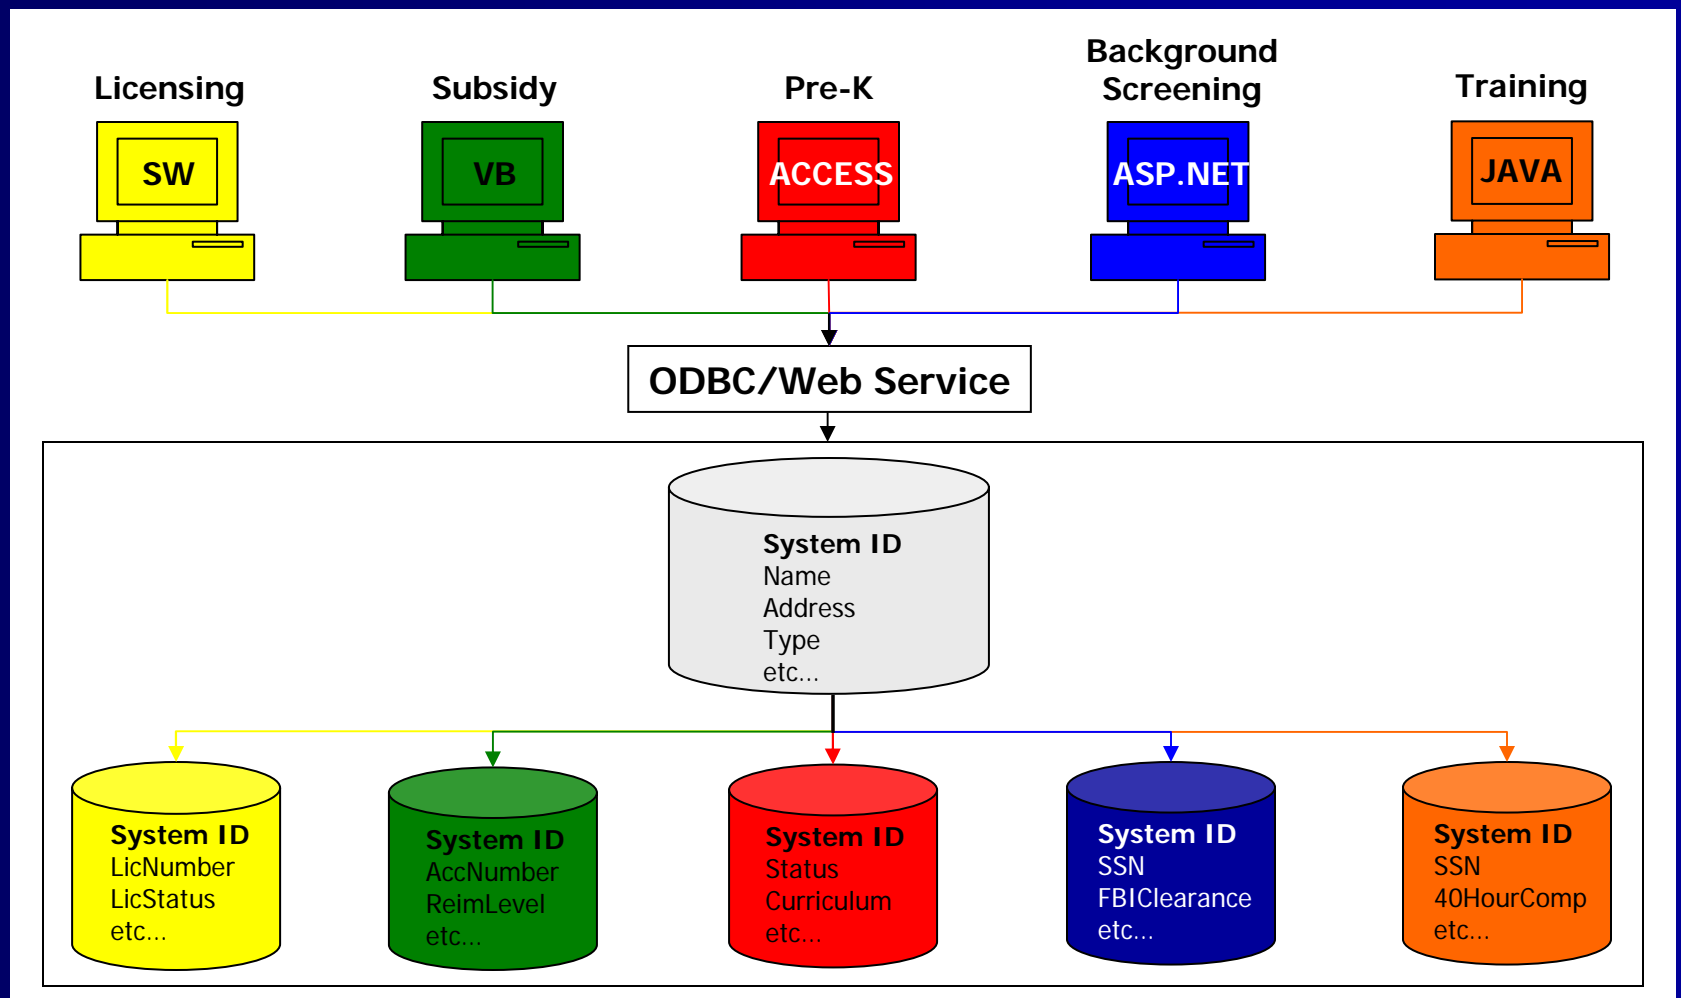 Licensing
Subsidy
Pre-K
Background
Screening
Training
SW
VB
ACCESS
ASP.NET
JAVA
ODBC/Web Service
System ID
Name
Address
Type
etc...
System ID
LicNumber
LicStatus
etc...
System ID
AccNumber
ReimLevel
etc...
System ID
Status
Curriculum
etc...
System ID
SSN
FBIClearance
etc...
System ID
SSN
40HourComp
etc...